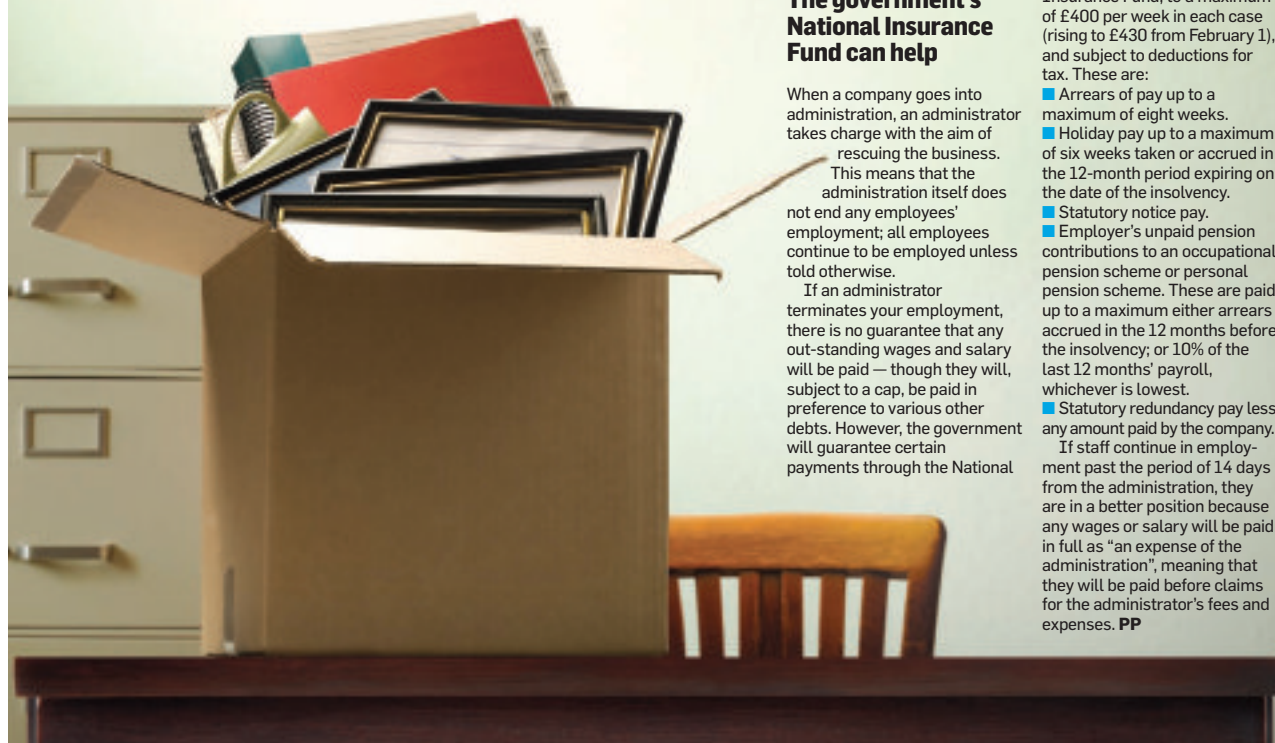 The government's
National Insurance
Fund can help
When a company goes into
administration, an administrator
takes charge with the aim of
rescuing the business.
This means that the
administration itself does
not end any employees'
employment; all employees
continue to be employed unless
told otherwise.
If an administrator
terminates your employment,
there is no guarantee that any
out-standing wages and salary
will be paid — though they will,
subject to a cap, be paid in
preference to various other
debts. However, the government
will guarantee certain
payments through the National
Insurance Fund, to a maximum
of £400 per week in each case
(rising to £430 from February 1),
and subject to deductions for
tax. These are:
■ Arrears of pay up to a
maximum of eight weeks.
■ Holiday pay up to a maximum
of six weeks taken or accrued in
the 12-month period expiring on
the date of the insolvency.
■ Statutory notice pay.
■ Employer's unpaid pension
contributions to an occupational
pension scheme or personal
pension scheme. These are paid
up to a maximum either arrears
accrued in the 12 months before
the insolvency; or 10% of the
last 12 months' payroll,
whichever is lowest.
■ Statutory redundancy pay less
any amount paid by the company.
If staff continue in employ-
ment past the period of 14 days
from the administration, they
are in a better position because
any wages or salary will be paid
in full as “an expense of the
administration”, meaning that
they will be paid before claims
for the administrator's fees and
expenses. PP